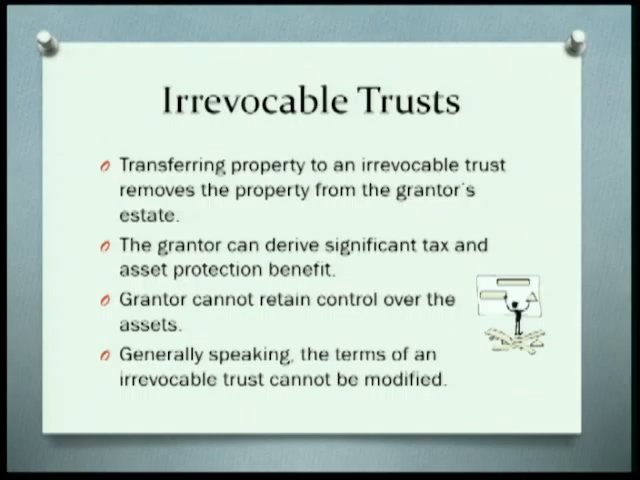 Irrevocable Trusts
Transferring property to an irrevocable trust
removes the property from the grantor's
estate.
The grantor can derive significant tax and
asset protection benefit.
Grantor cannot retain control over the
assets.
Generally speaking, the terms of an
irrevocable trust cannot be modified.